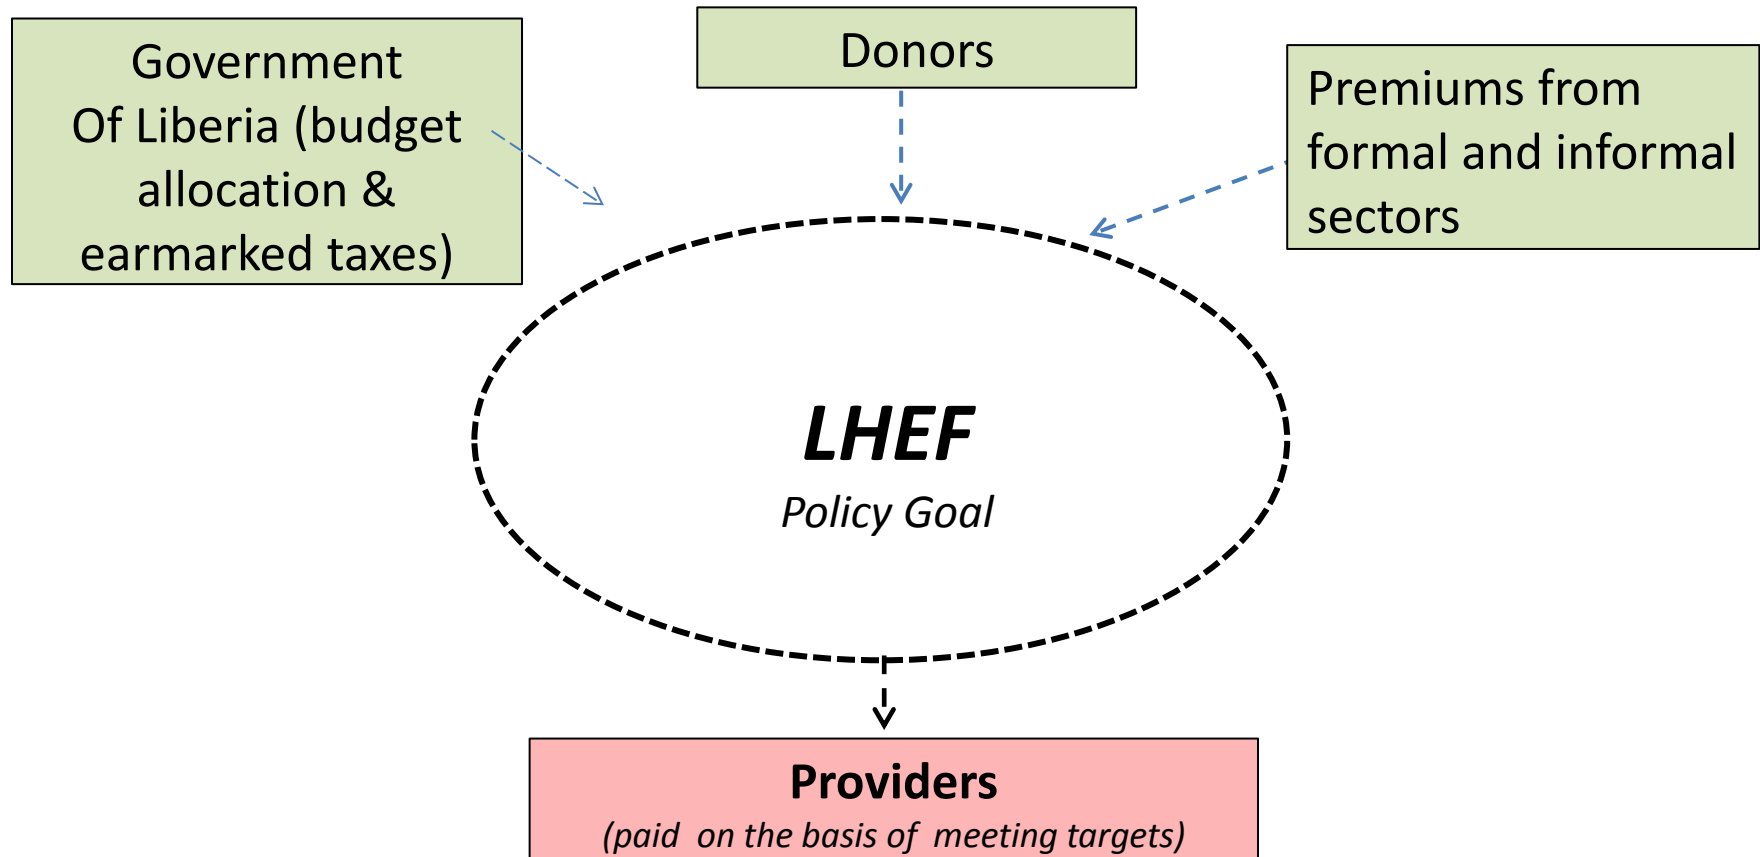 Government
Of Liberia (budget
allocation &
earmarked taxes)
Donors
Premiums from
formal and informal
sectors
LHEF
Policy Goal
Providers
(paid on the basis of meeting targets)